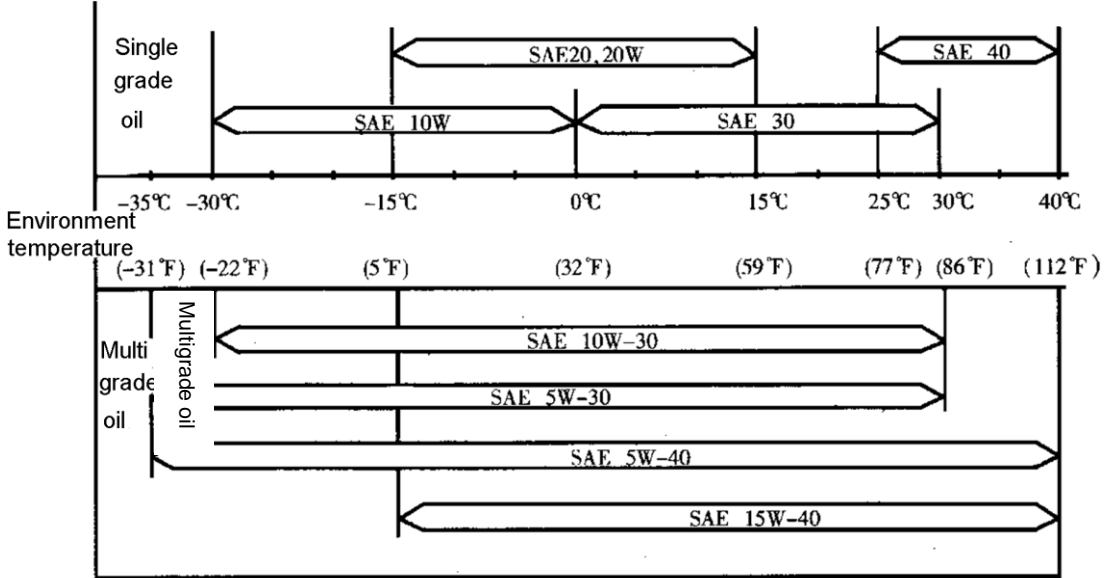 Single
grade
oil
SAE20,20W
SAE 40
SAE 10W
SAE 30
-35℃ -30℃ -15℃ 0℃ 15℃ 25℃ 30℃ 40℃
Environment
temperature
(-31°F) (-22°F) (5°F) (32°F) (59°F) (77°F) (86°F) (112°F)
Multi
grade
oil
Multigrade oil
SAE 10W-30
SAE 5W-30
SAE 5W-40
SAE 15W-40